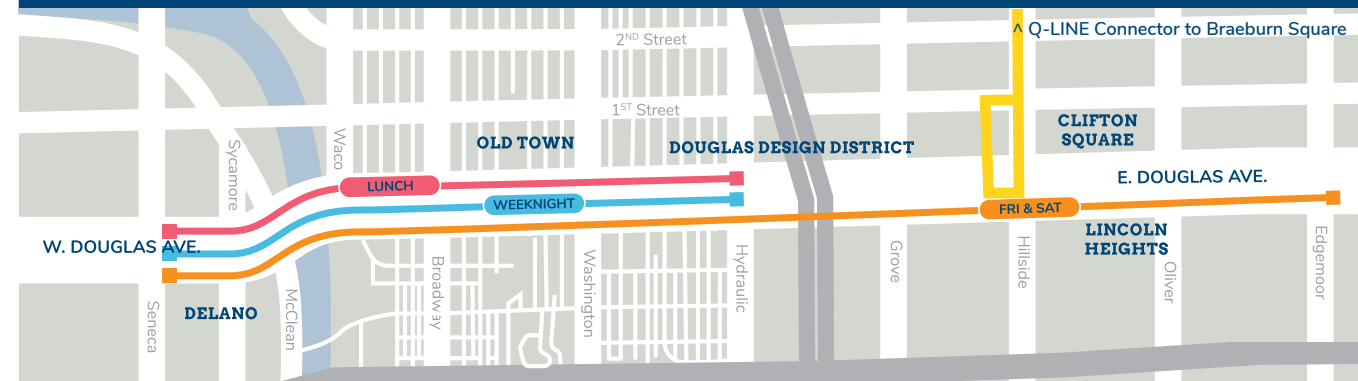 ^ Q-LINE Connector to Braeburn Square
2ND Street
1ST Street
CLIFTON
SQUARE
Waco
OLD TOWN
Sycamore
DOUGLAS DESIGN DISTRICT
E. DOUGLAS AVE.
LUNCH
WEEKNIGHT
FRI & SAT
W. DOUGLAS AVE.
LINCOLN
HEIGHTS
Seneca
DELANO
McClean
Broadway
Washington
Hydraulic
Grove
Hillside
Oliver
Edgemoor